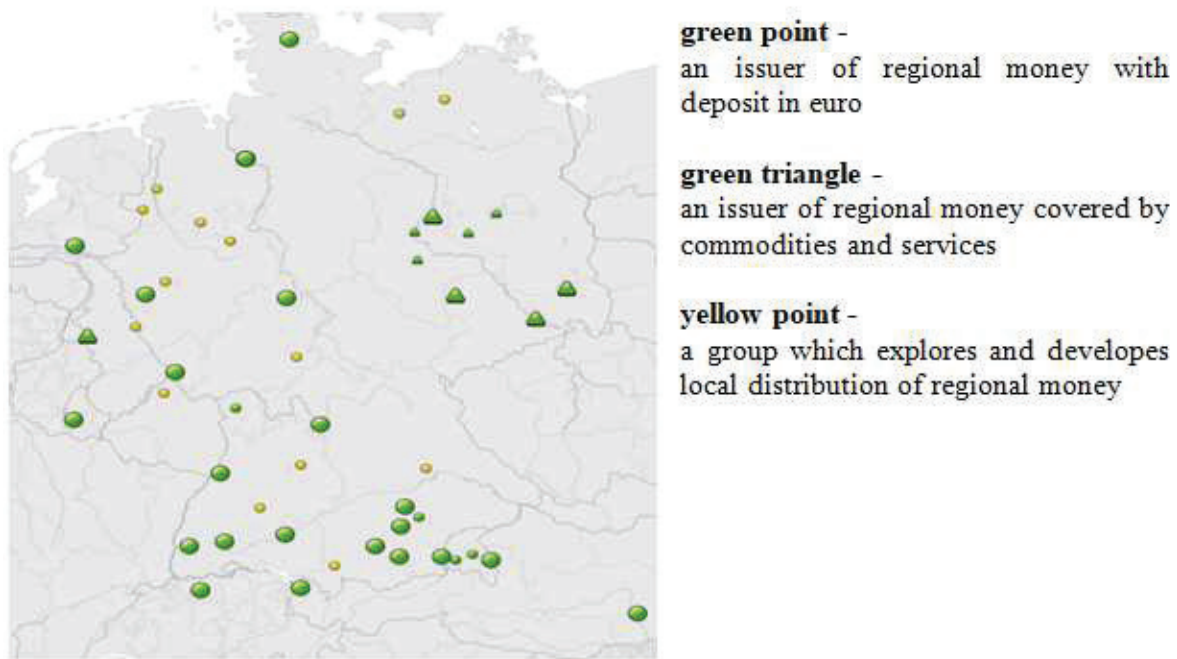 green point -
an issuer of regional money with
deposit in euro
green triangle -
an issuer of regional money covered by
commodities and services
yellow point -
a group which explores and developes
local distribution of regional money